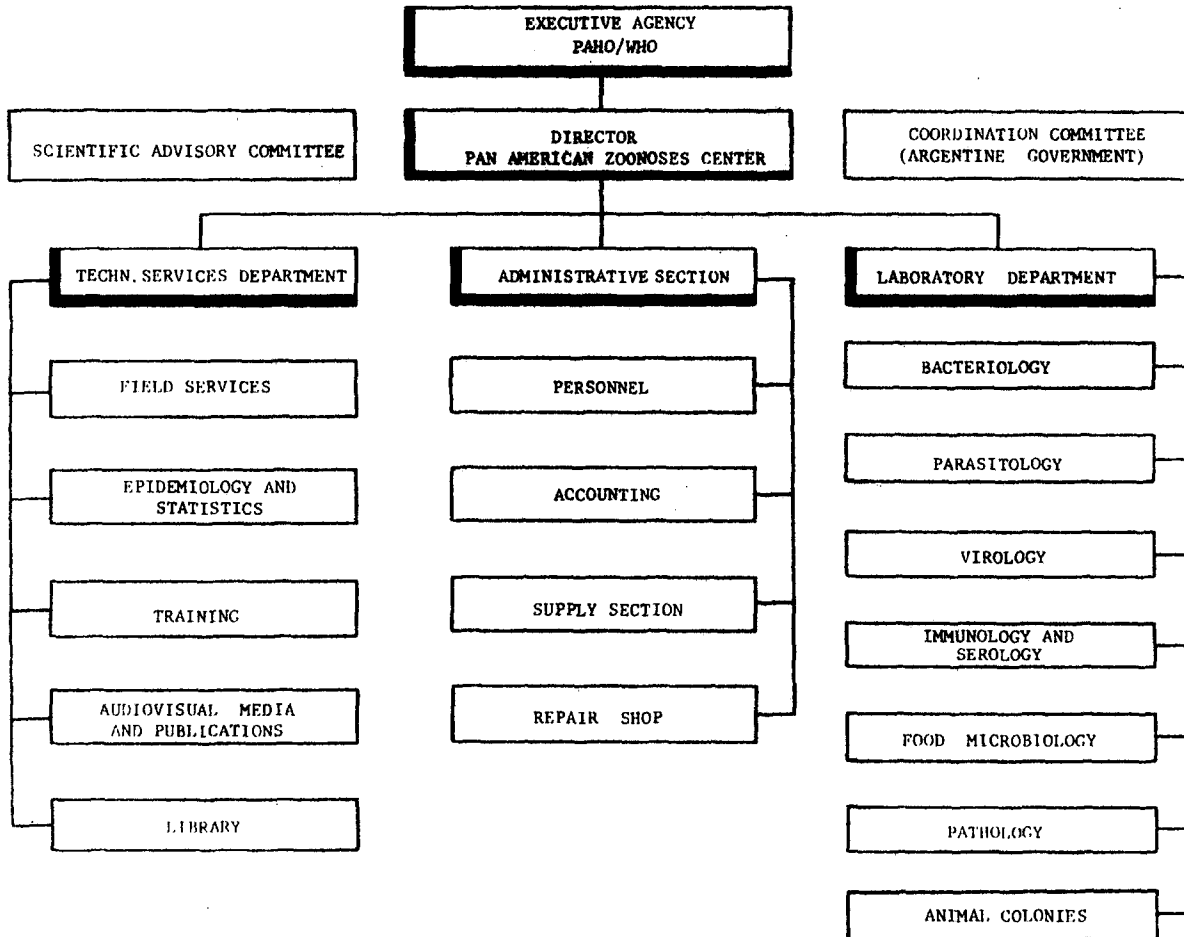 EXECUTIVE AGENCY
PAHO/WHO
SCIENTIFIC ADVISORY COMMITTEE
DIRECTOR
PAN AMERICAN ZOONOSES CENTER
COORDINATION COMMITTEE
(ARGENTINE GOVERNMENT)
TECHN. SERVICES DEPARTMENT
FIELD SERVICES
EPIDEMIOLOGY AND
STATISTICS
TRAINING
AUDIOVISUAL MEDIA
AND PUBLICATIONS
LIBRARY
ADMINISTRATIVE SECTION
PERSONNEL
ACCOUNTING
SUPPLY SECTION
REPAIR SHOP
LABORATORY DEPARTMENT
BACTERIOLOGY
PARASITOLOGY
VIROLOGY
IMMUNOLOGY AND
SEROLOGY
FOOD MICROBIOLOGY
PATHOLOGY
ANIMAL COLONIES